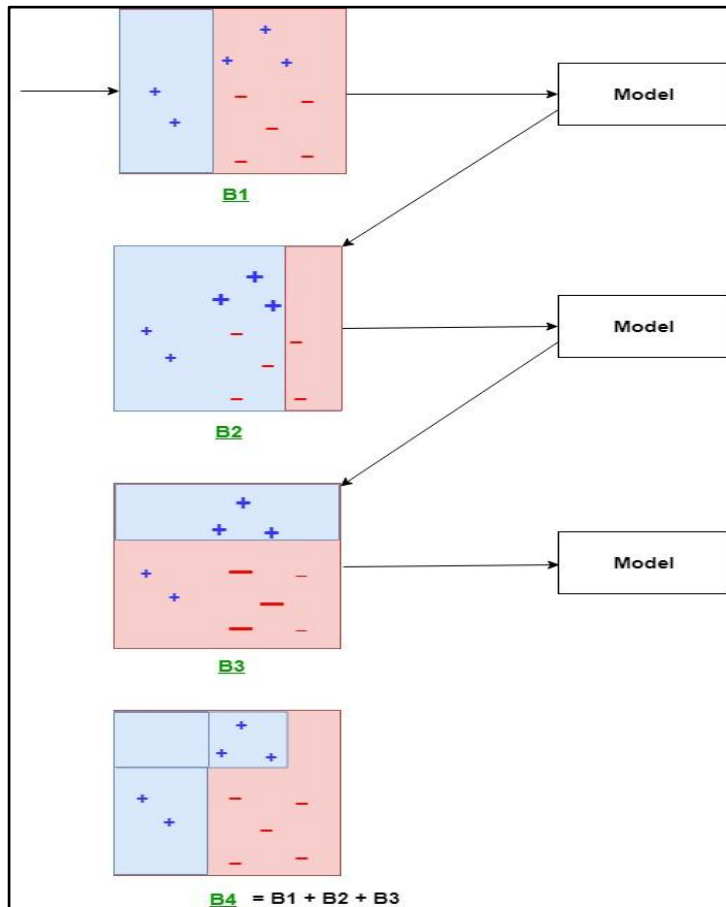 Model
B1
Model
B2
Model
B3
B4 = B1 + B2 + B3